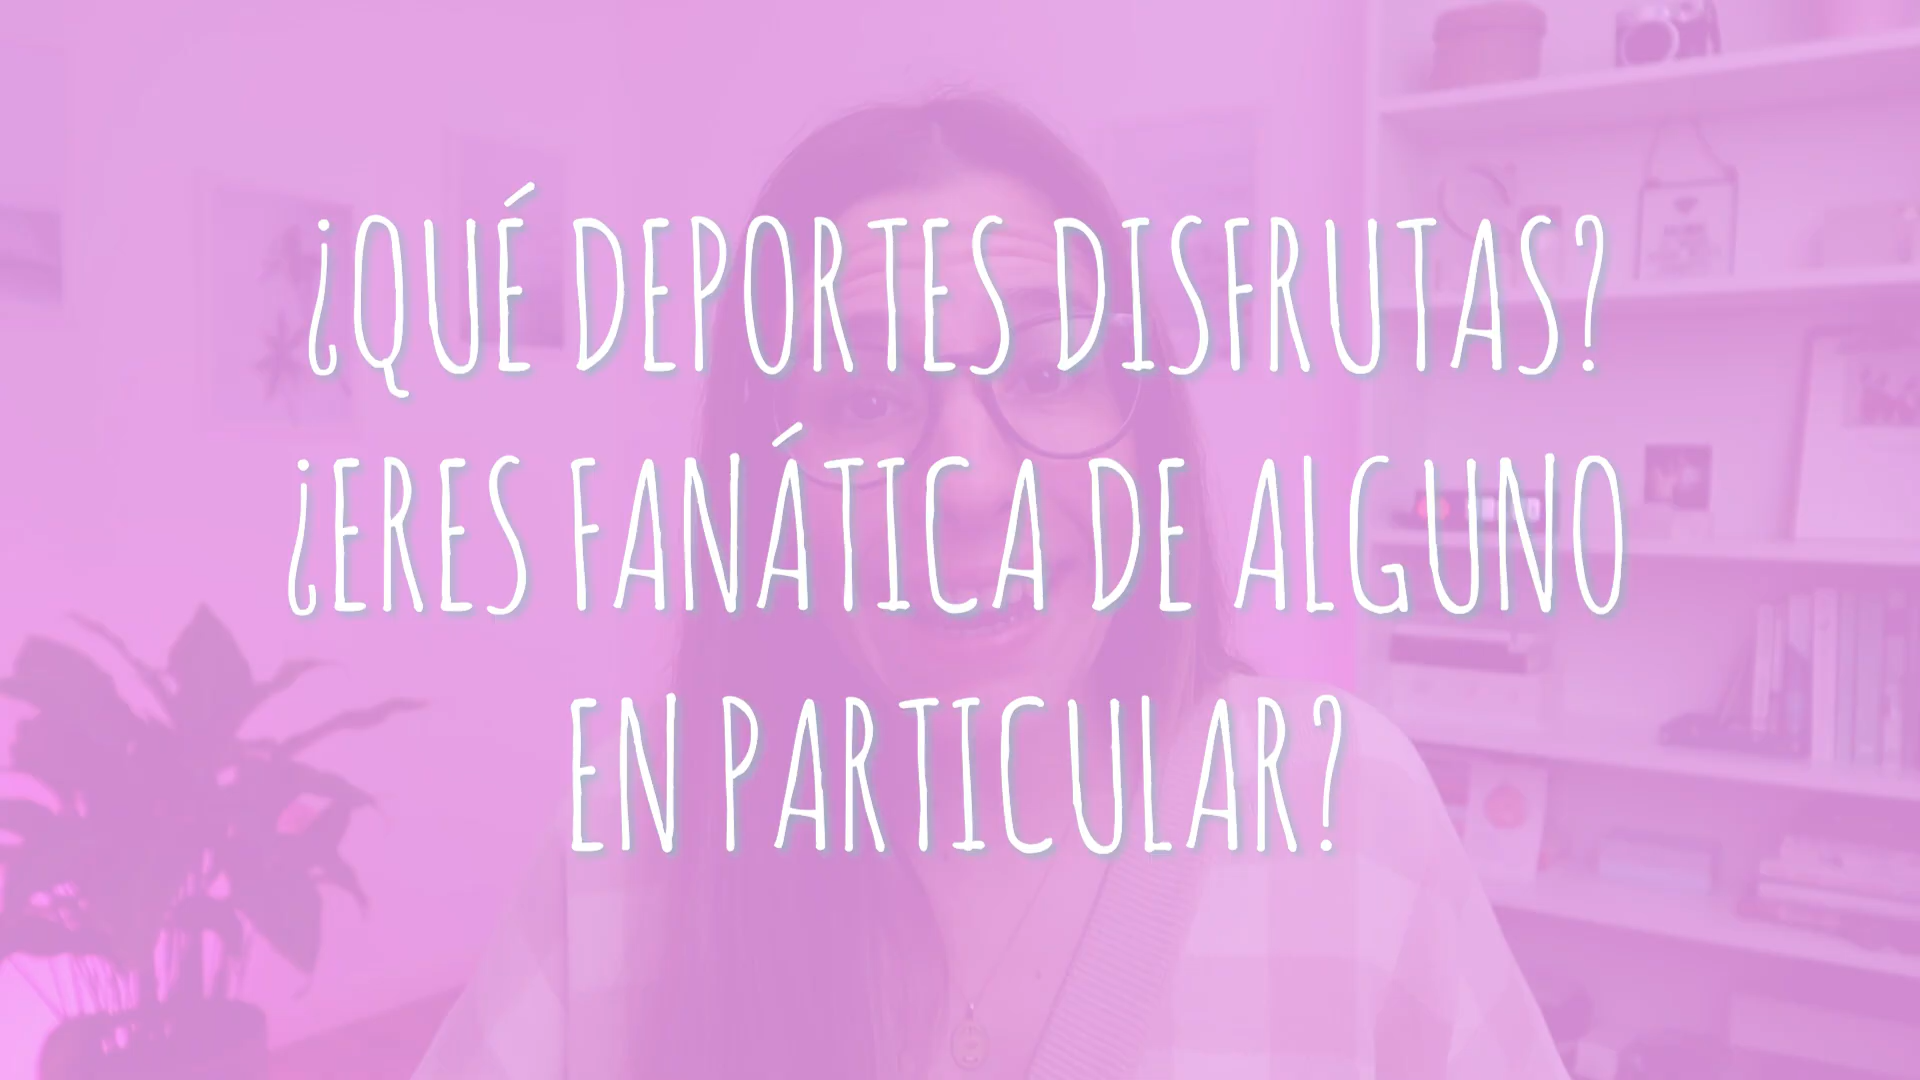 ¿QUÉ DEPORTES DISFRUTAS?
¿ERES FANÁTICA DE ALGUNO
EN PARTICULAR?